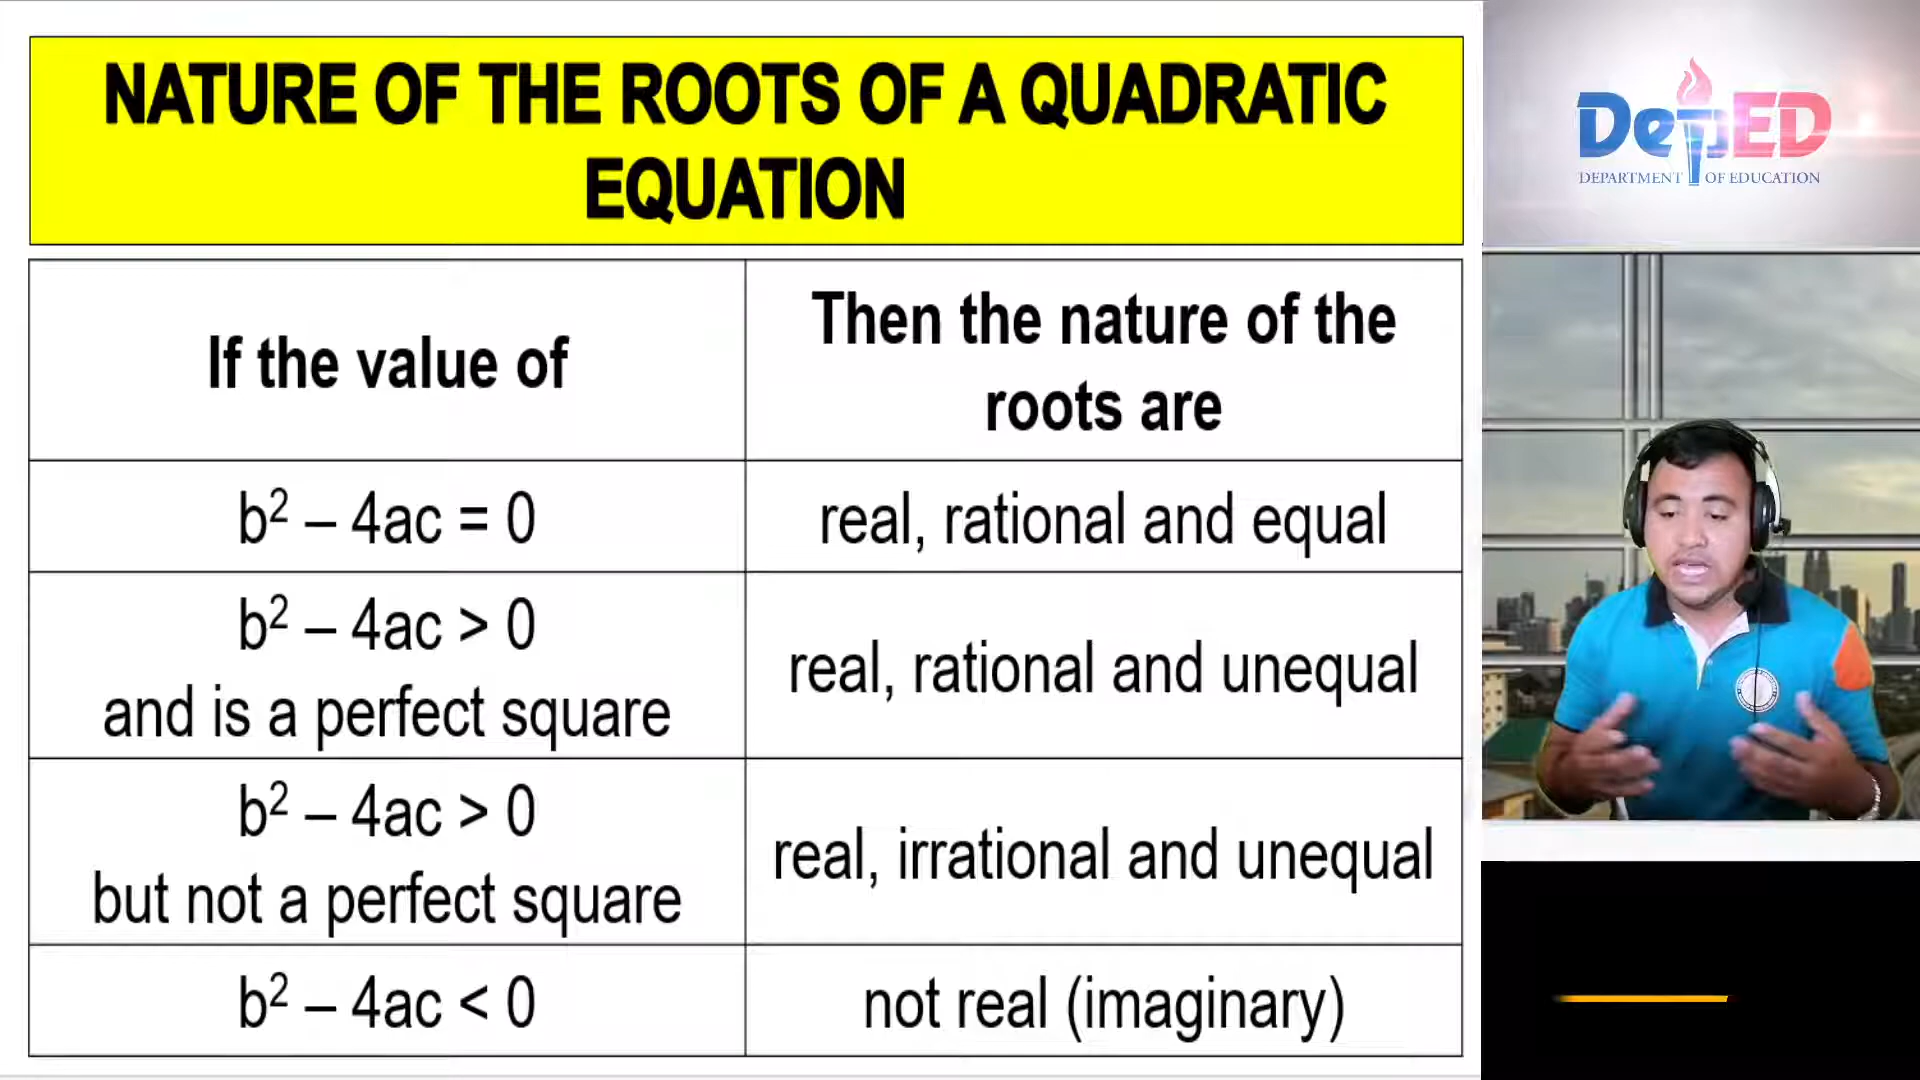 NATURE OF THE ROOTS OF A QUADRATIC
EQUATION
If the value of
Then the nature of the
roots are
b² – 4ac = 0
real, rational and equal
b² – 4ac > 0
and is a perfect square
real, rational and unequal
b² – 4ac > 0
but not a perfect square
real, irrational and unequal
b² – 4ac < 0
not real (imaginary)
DepED
DEPARTMENT OF EDUCATION